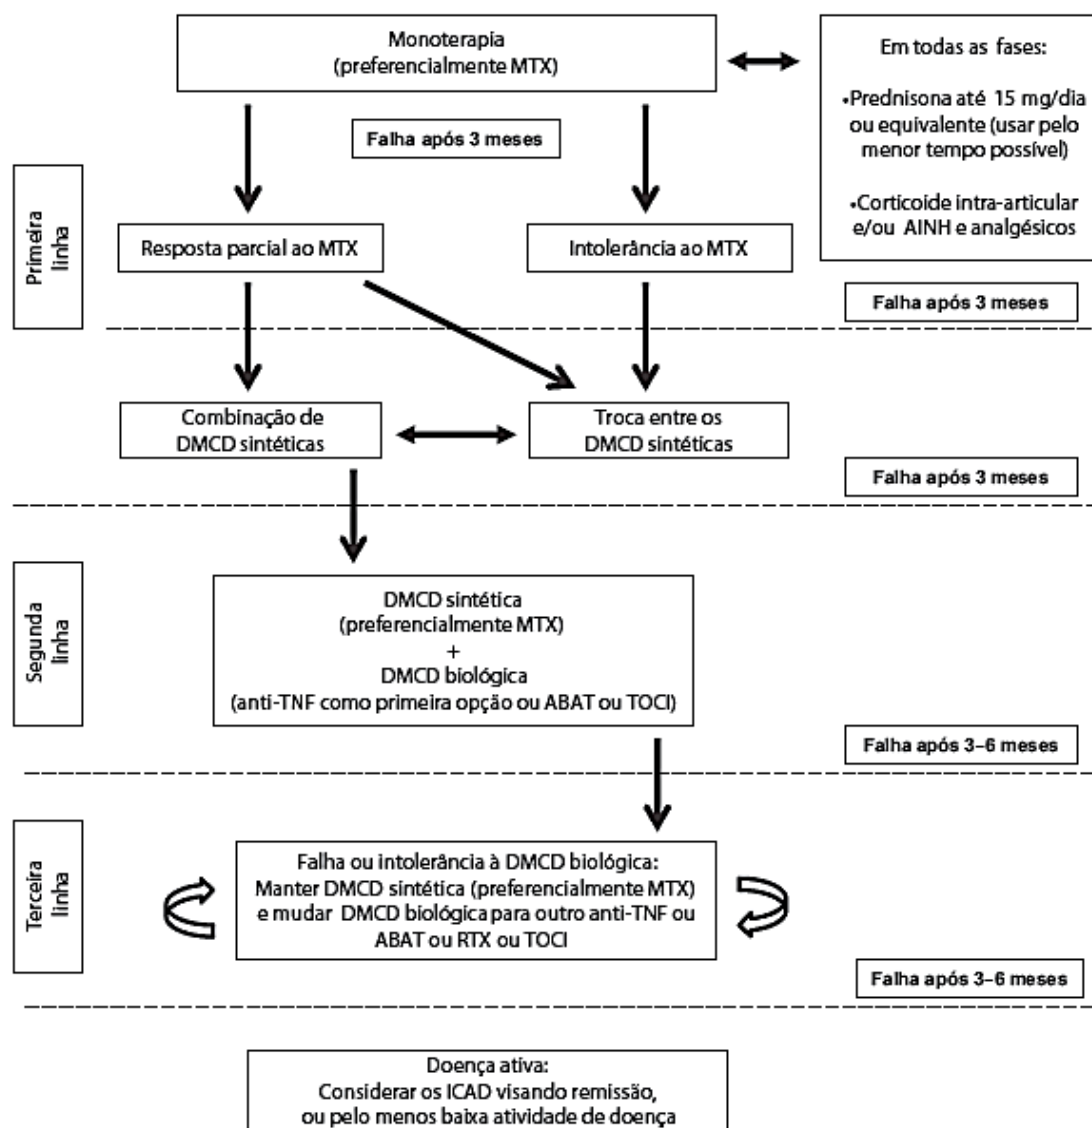 Monoterapia
(preferencialmente MTX)
Em todas as fases:
•Prednisona até 15 mg/dia
ou equivalente (usar pelo
menor tempo possível)
•Corticoide intra-articular
e/ou AINH e analgésicos
Falha após 3 meses
Primeira
linha
Resposta parcial ao MTX
Intolerância ao MTX
Falha após 3 meses
Combinação de
DMCD sintéticas
Troca entre os
DMCD sintéticas
Falha após 3 meses
Segunda
linha
DMCD sintética
(preferencialmente MTX)
+
DMCD biológica
(anti-TNF como primeira opção ou ABAT ou TOCI)
Falha após 3–6 meses
Terceira
linha
Falha ou intolerância à DMCD biológica:
Manter DMCD sintética (preferencialmente MTX)
e mudar DMCD biológica para outro anti-TNF ou
ABAT ou RTX ou TOCI
Falha após 3–6 meses
Doença ativa:
Considerar os ICAD visando remissão,
ou pelo menos baixa atividade de doença